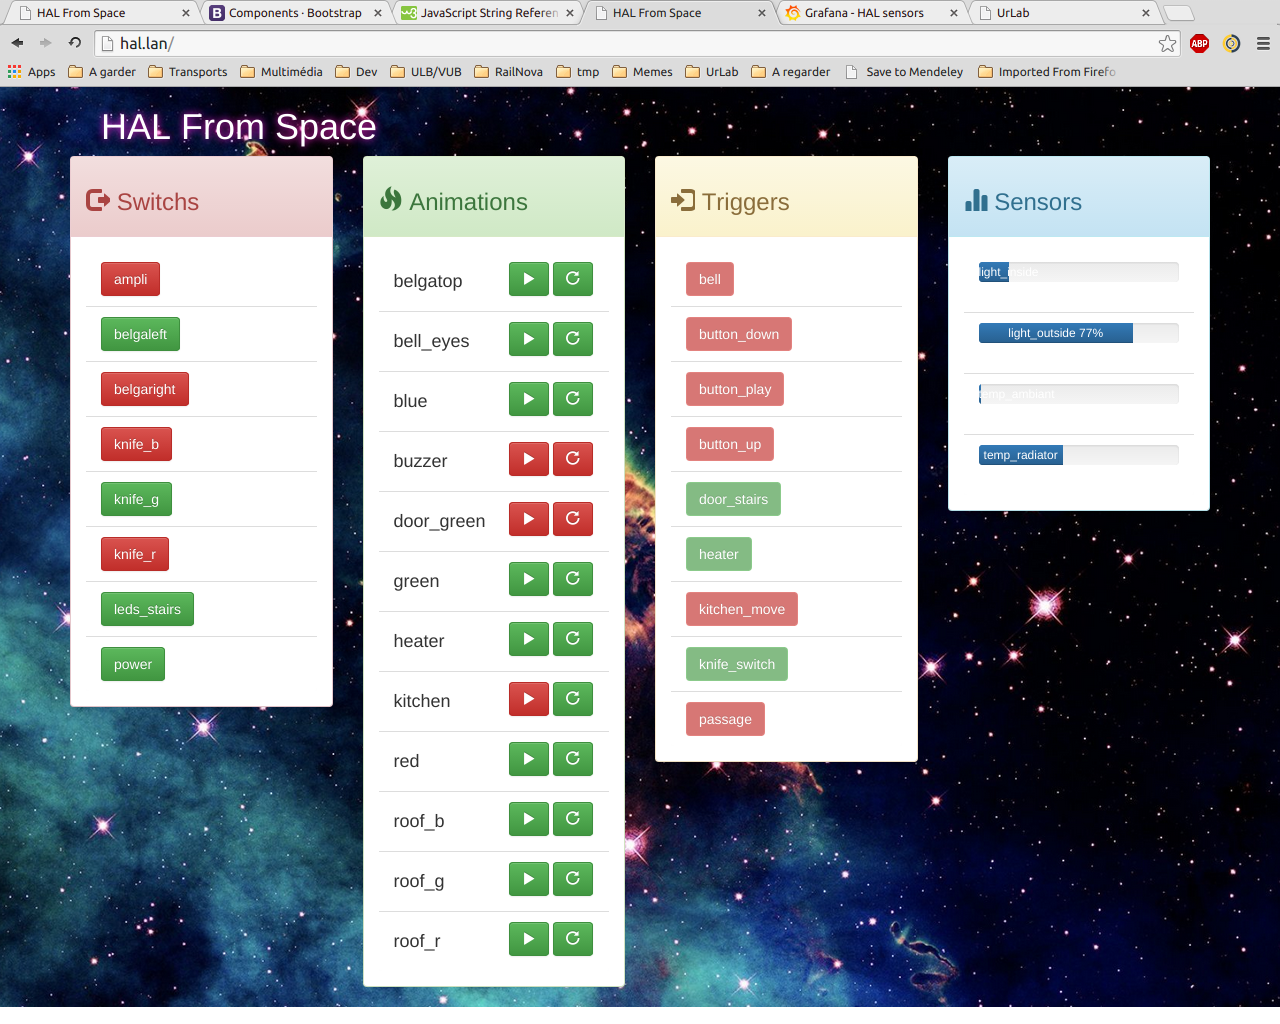 HAL From Space
Components · Bootstrap
JavaScript String Referen
HAL From Space
Grafana - HAL sensors
UrLab
hal.lan/
ABP
Apps
A garder
Transports
Multimédia
Dev
ULB/VUB
RailNova
tmp
Memes
UrLab
A regarder
Save to Mendeley
Imported From Firefo
HAL From Space
Switchs
ampli
belgaleft
belgaright
knife_b
knife_g
knife_r
leds_stairs
power
Animations
belgatop
bell_eyes
blue
buzzer
door_green
green
heater
kitchen
red
roof_b
roof_g
roof_r
Triggers
bell
button_down
button_play
button_up
door_stairs
heater
kitchen_move
knife_switch
passage
Sensors
light_inside
light_outside 77%
temp_ambiant
temp_radiator